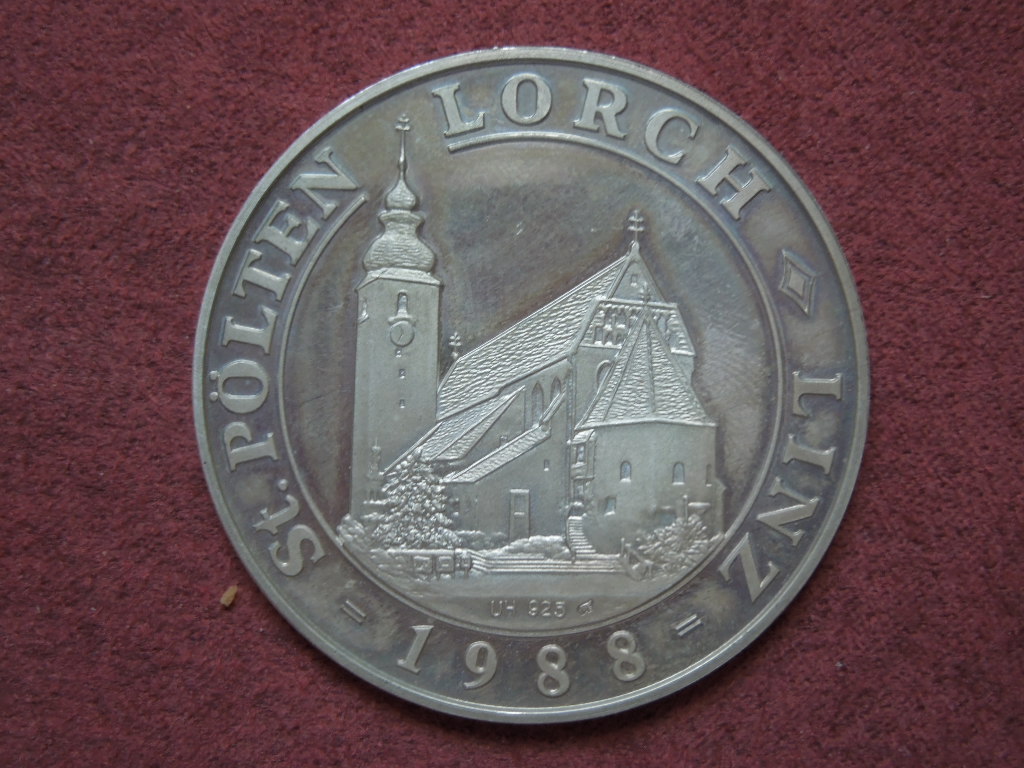 St. PÖLTEN LORCH LINZ
1988
UH 925